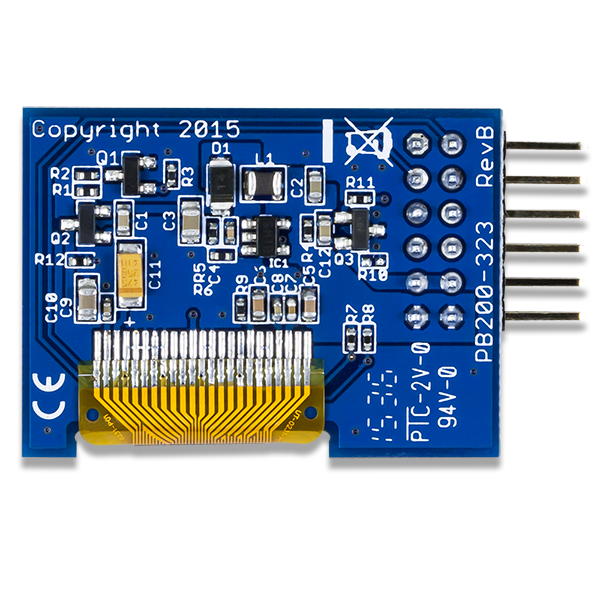 Copyright 2015
Q1
D1
L1
R2
R1
R3
C2
R11
C1
C3
Q2
R4
C12
Q3
R12
C11
C4
IC1
R10
C10
C9
R9
C8
C7
C5
R7
R8
+
CE
1536
PTC-2V-0
94V-0
PB200-323 RevB